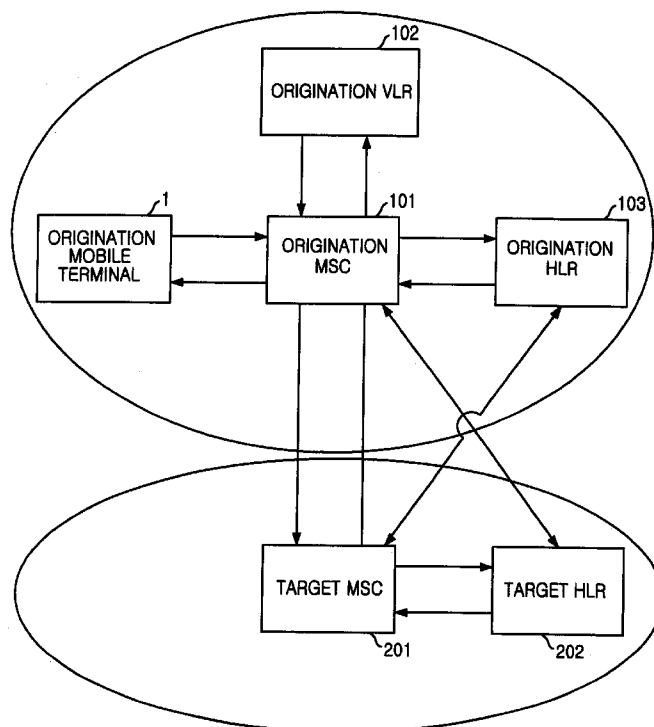 102
ORIGINATION VLR
1
ORIGINATION
MOBILE
TERMINAL
101
ORIGINATION
MSC
103
ORIGINATION
HLR
TARGET MSC
201
TARGET HLR
202